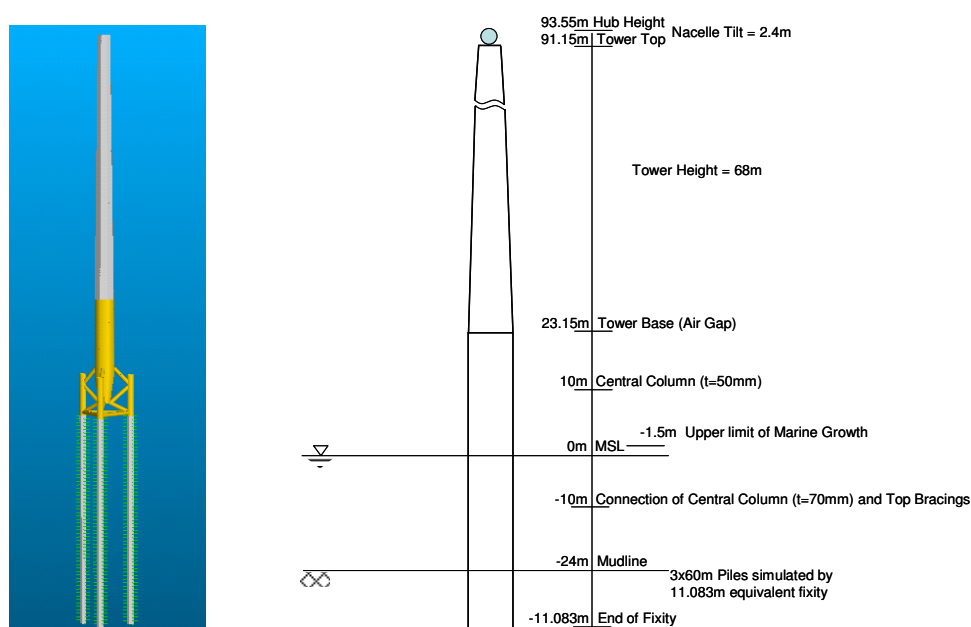 93.55m Hub Height
Nacelle Tilt = 2.4m
91.15m Tower Top
Tower Height = 68m
23.15m Tower Base (Air Gap)
10m Central Column (t=50mm)
-1.5m Upper limit of Marine Growth
0m MSL
-10m Connection of Central Column (t=70mm) and Top Bracings
-24m Mudline
3x60m Piles simulated by
11.083m equivalent fixity
-11.083m End of Fixity